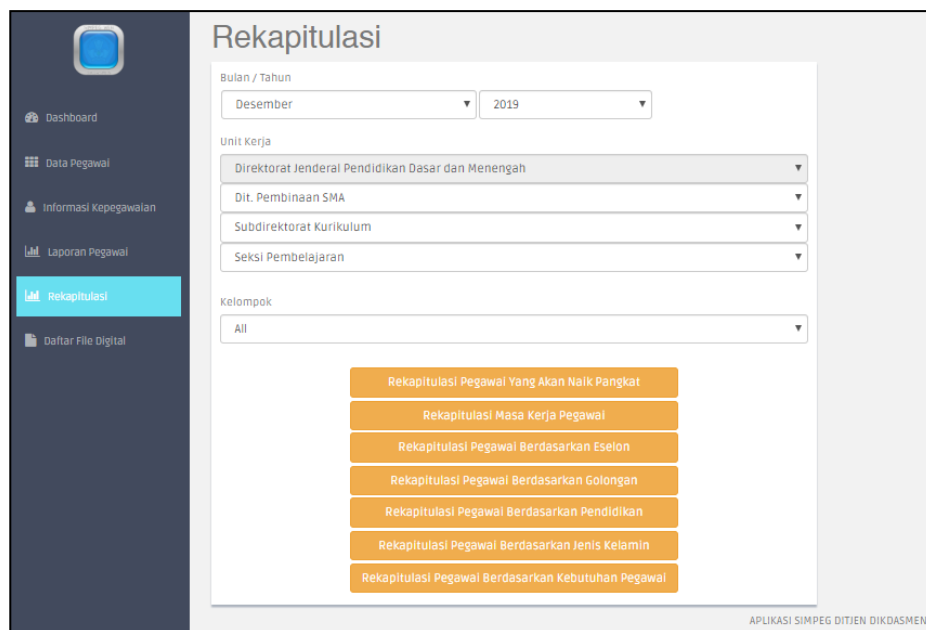 Rekapitulasi
Bulan / Tahun
Desember 2019
Unit Kerja
Direktorat Jenderal Pendidikan Dasar dan Menengah
Dit. Pembinaan SMA
Subdirektorat Kurikulum
Seksi Pembelajaran
Kelompok
All
Rekapitulasi Pegawai Yang Akan Naik Pangkat
Rekapitulasi Masa Kerja Pegawai
Rekapitulasi Pegawai Berdasarkan Eselon
Rekapitulasi Pegawai Berdasarkan Golongan
Rekapitulasi Pegawai Berdasarkan Pendidikan
Rekapitulasi Pegawai Berdasarkan Jenis Kelamin
Rekapitulasi Pegawai Berdasarkan Kebutuhan Pegawai
Dashboard
Data Pegawai
Informasi Kepegawaian
Laporan Pegawai
Rekapitulasi
Daftar File Digital
APLIKASI SIMPEG DITJEN DIKDASMEN